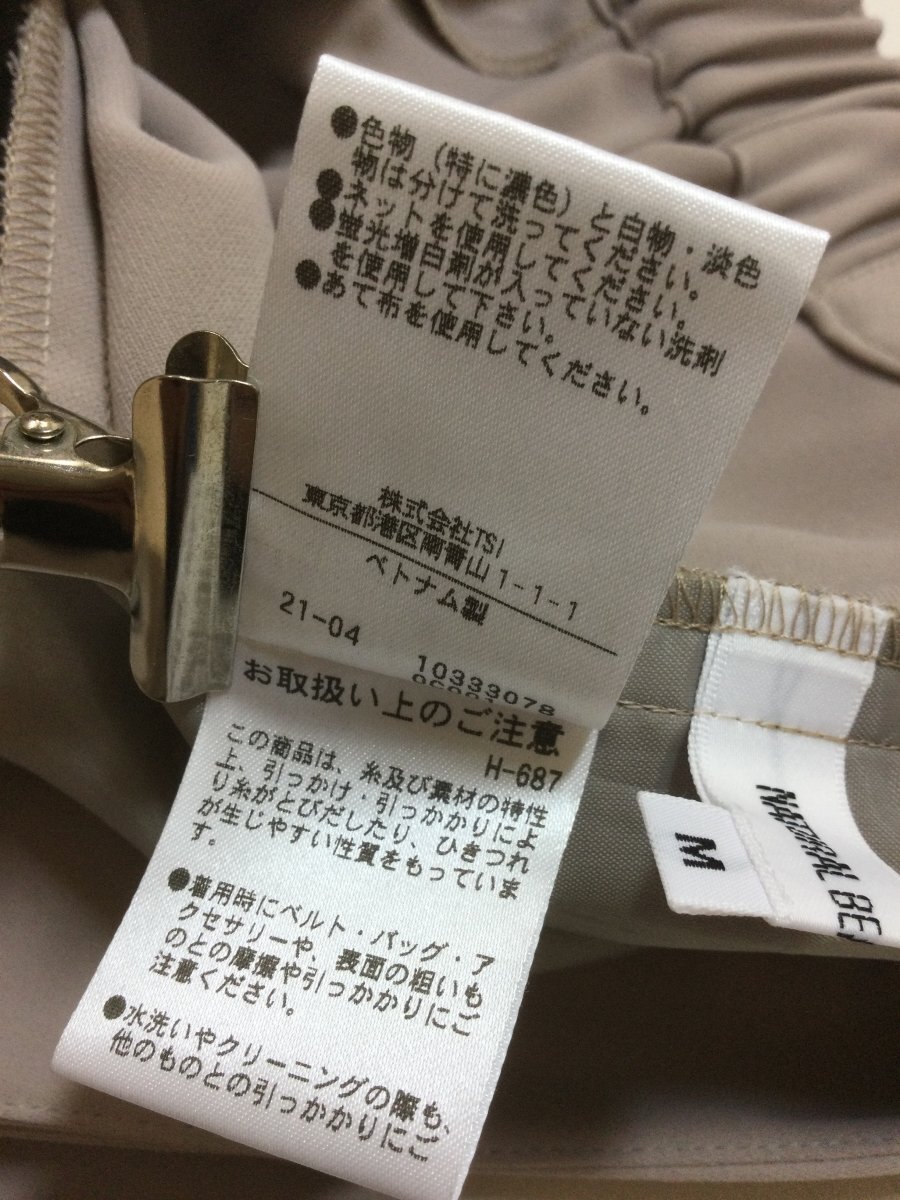 ●色物(特に濃色)と白物・淡色
物は分けて洗ってください。
●ネットを使用してください。
●蛍光増白剤が入っていない洗剤
を使用して下さい。
●あて布を使用してください。
株式会社TSI
東京都港区南青山1-1-1
ベトナム製
21-04
10333078
お取扱い上のご注意
H-687
この商品は、糸及び素材の特性
上、引っかけ・引っかかりによ
り糸がとびだしたり、ひきつれ
が生じやすい性質をもっていま
す。
●着用時にベルト・バッグ・ア
クセサリーや、表面の粗いも
のとの摩擦や引っかかりにご
注意ください。
●水洗いやクリーニングの際も、
他のものとの引っかかりにご
M